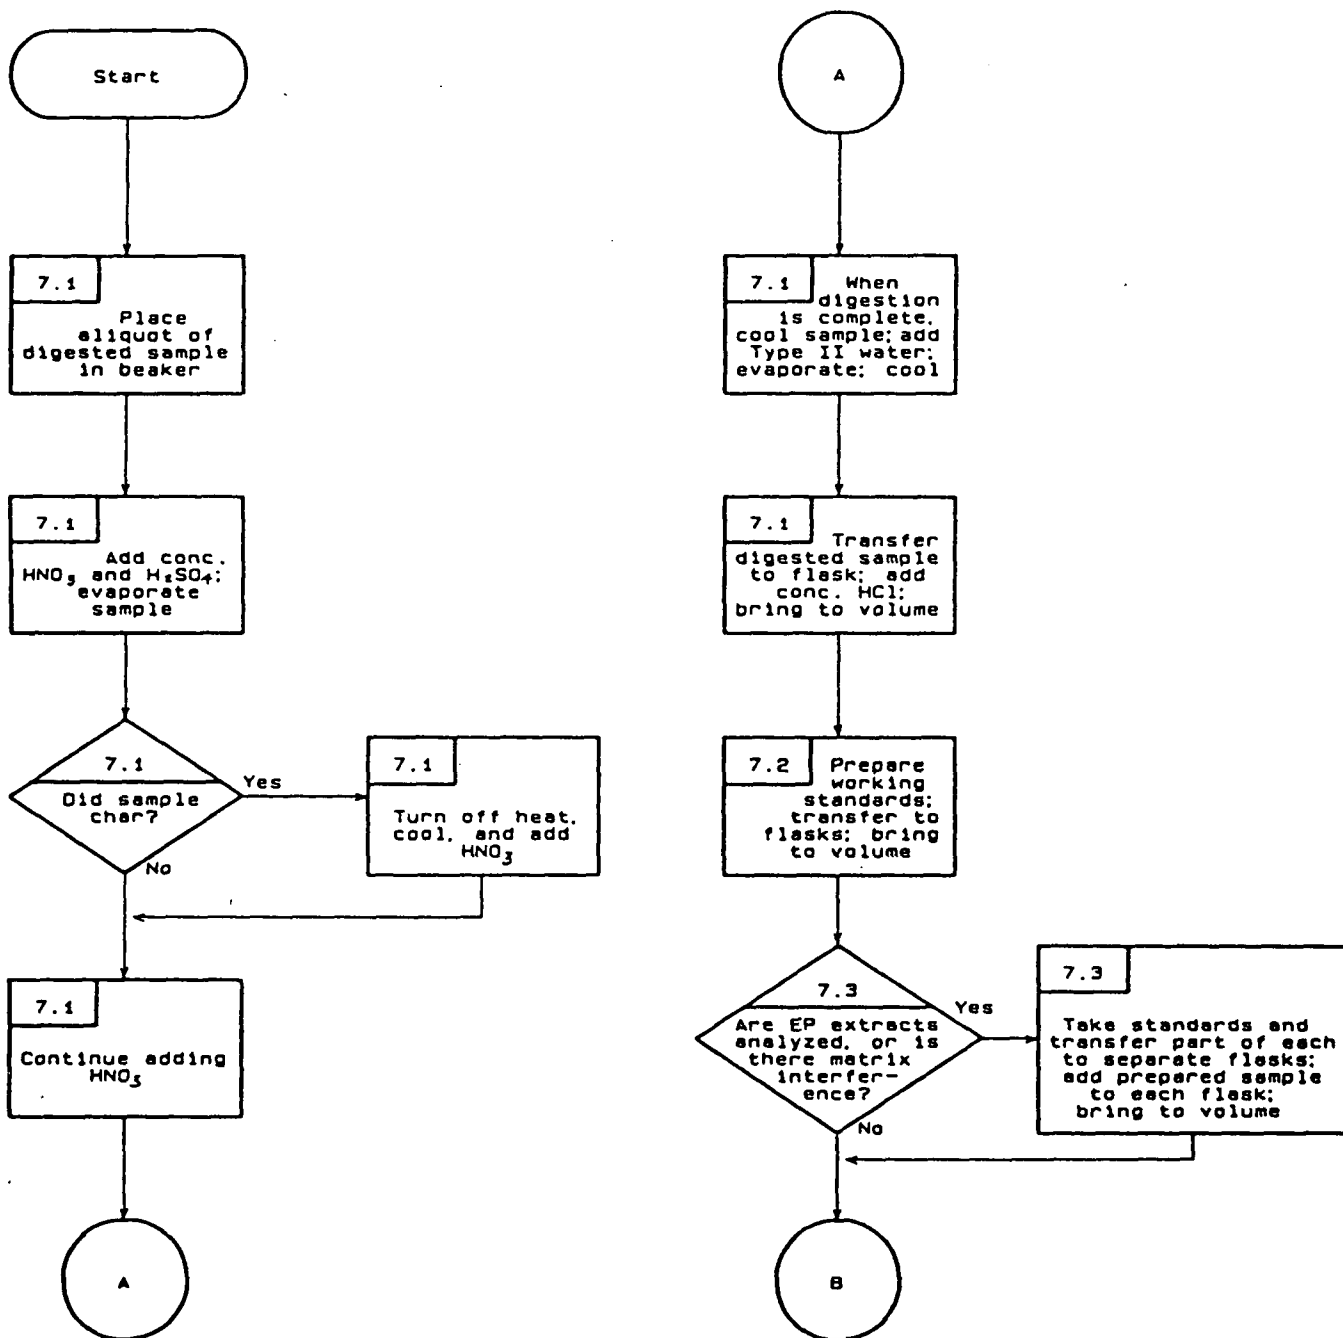 Start
7.1
Place
aliquot of
digested sample
in beaker
7.1
Add conc.
HNO₃ and H₂SO₄;
evaporate
sample
7.1
Did sample
char?
Yes
No
7.1
Turn off heat,
cool, and add
HNO₃
7.1
Continue adding
HNO₃
A
A
7.1
When
digestion
is complete,
cool sample; add
Type II water;
evaporate; cool
7.1
Transfer
digested sample
to flask; add
conc. HCl;
bring to volume
7.2
Prepare
working
standards;
transfer to
flasks; bring
to volume
7.3
Are EP extracts
analyzed, or is
there matrix
interfer-
ence?
Yes
No
7.3
Take standards and
transfer part of each
to separate flasks;
add prepared sample
to each flask;
bring to volume
B